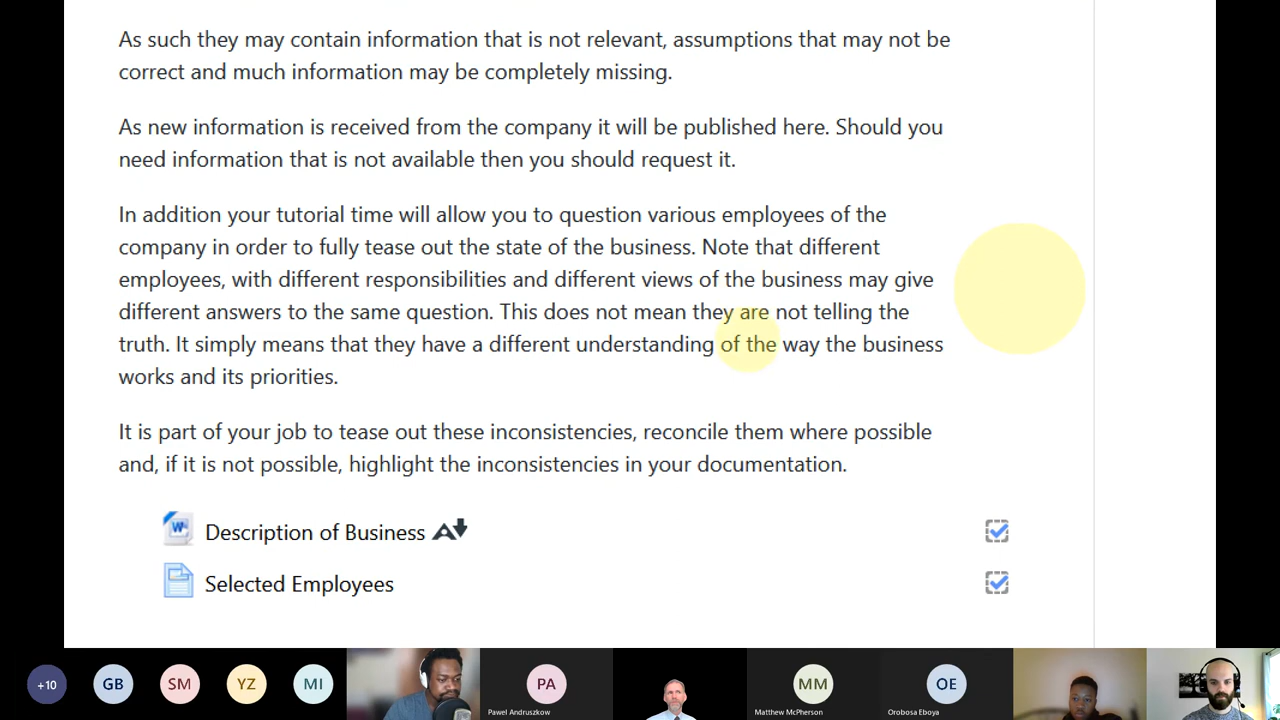 As such they may contain information that is not relevant, assumptions that may not be
correct and much information may be completely missing.
As new information is received from the company it will be published here. Should you
need information that is not available then you should request it.
In addition your tutorial time will allow you to question various employees of the
company in order to fully tease out the state of the business. Note that different
employees, with different responsibilities and different views of the business may give
different answers to the same question. This does not mean they are not telling the
truth. It simply means that they have a different understanding of the way the business
works and its priorities.
It is part of your job to tease out these inconsistencies, reconcile them where possible
and, if it is not possible, highlight the inconsistencies in your documentation.
W Description of Business A
Selected Employees
+10 GB SM YZ MI PA MM OE
Pawel Andruszkow Matthew McPherson Orobosa Eboya